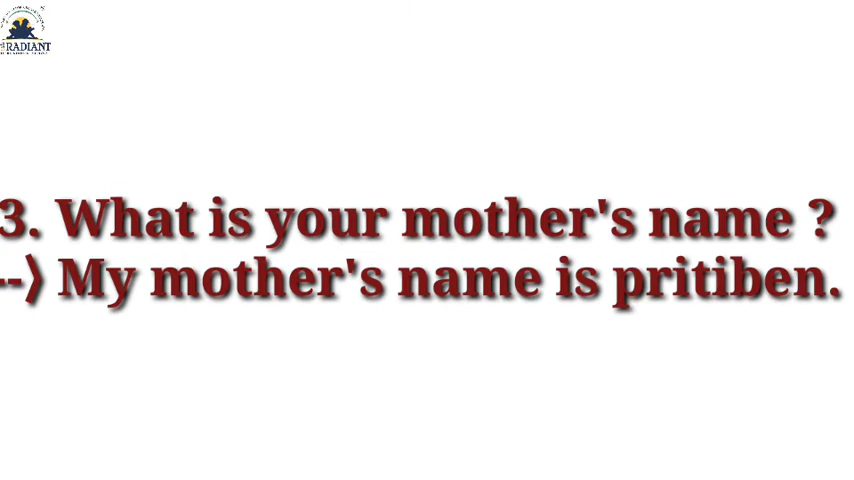 RADIANT
3. What is your mother's name ?
--⟩ My mother's name is pritiben.